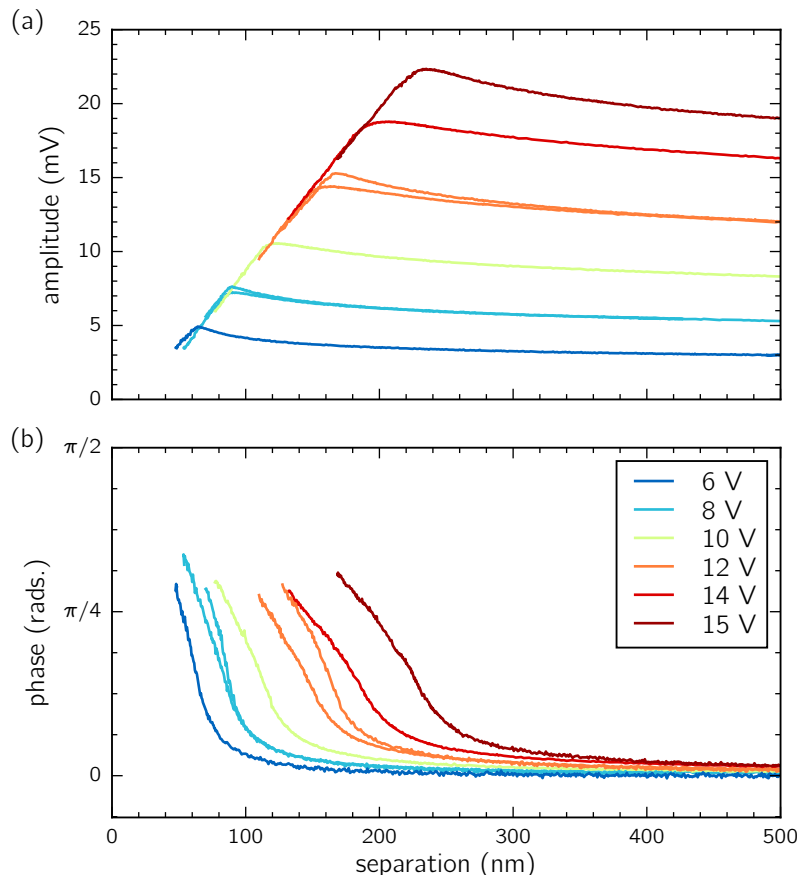 (a)
25
20
15
10
5
0
amplitude (mV)
(b)
π/2
π/4
0
phase (rads.)
6 V
8 V
10 V
12 V
14 V
15 V
0 100 200 300 400 500
separation (nm)